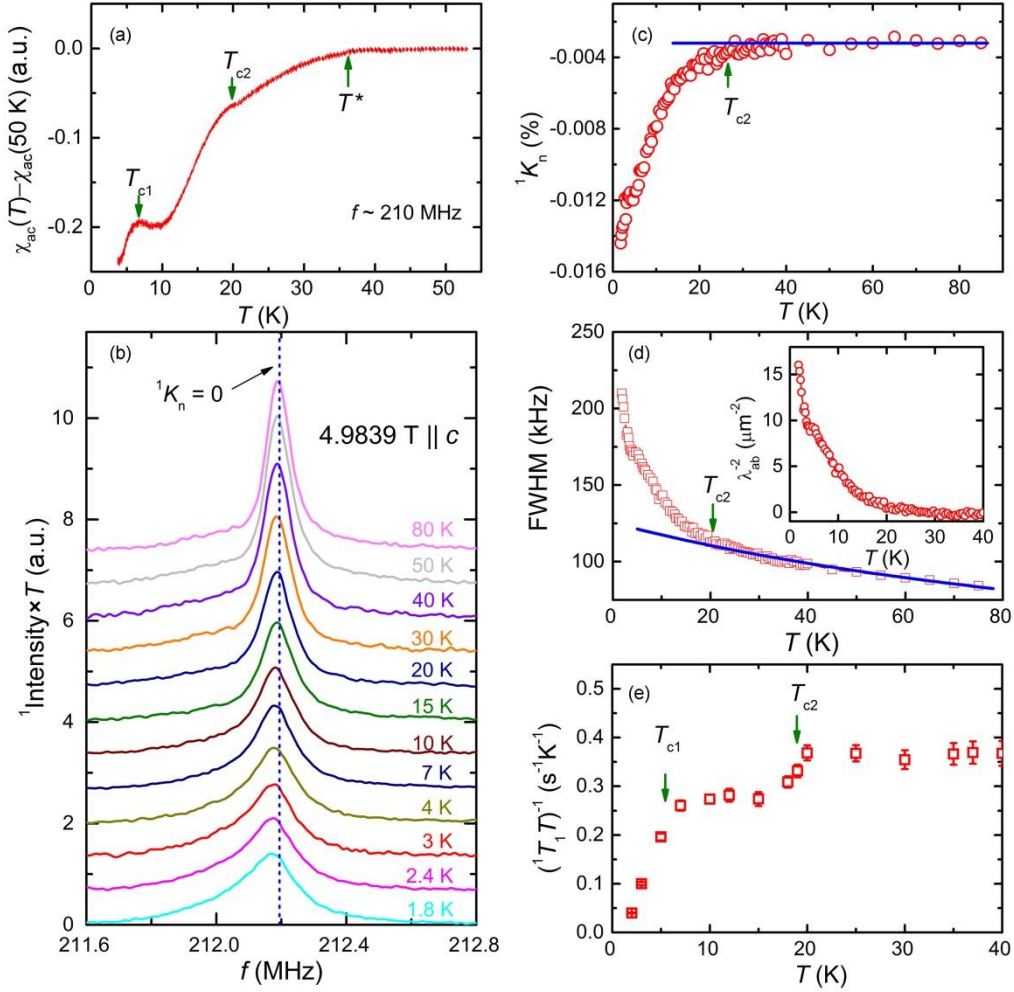 (a)
χac(T)−χac(50 K) (a.u.)
0.0
-0.1
-0.2
Tc1
Tc2
T*
f ~ 210 MHz
0 10 20 30 40 50
T (K)
(b)
¹Kn = 0
4.9839 T || c
¹Intensity×T (a.u.)
10
8
6
4
2
0
80 K
50 K
40 K
30 K
20 K
15 K
10 K
7 K
4 K
3 K
2.4 K
1.8 K
211.6 212.0 212.4 212.8
f (MHz)
(c)
¹Kn (%)
-0.004
-0.008
-0.012
-0.016
Tc2
0 20 40 60 80
T (K)
(d)
FWHM (kHz)
250
200
150
100
Tc2
λab⁻² (μm⁻²)
15
10
5
0
0 10 20 30 40
T (K)
0 20 40 60 80
T (K)
(e)
(¹T₁T)⁻¹ (s⁻¹K⁻¹)
0.5
0.4
0.3
0.2
0.1
0.0
Tc1
Tc2
0 10 20 30 40
T (K)